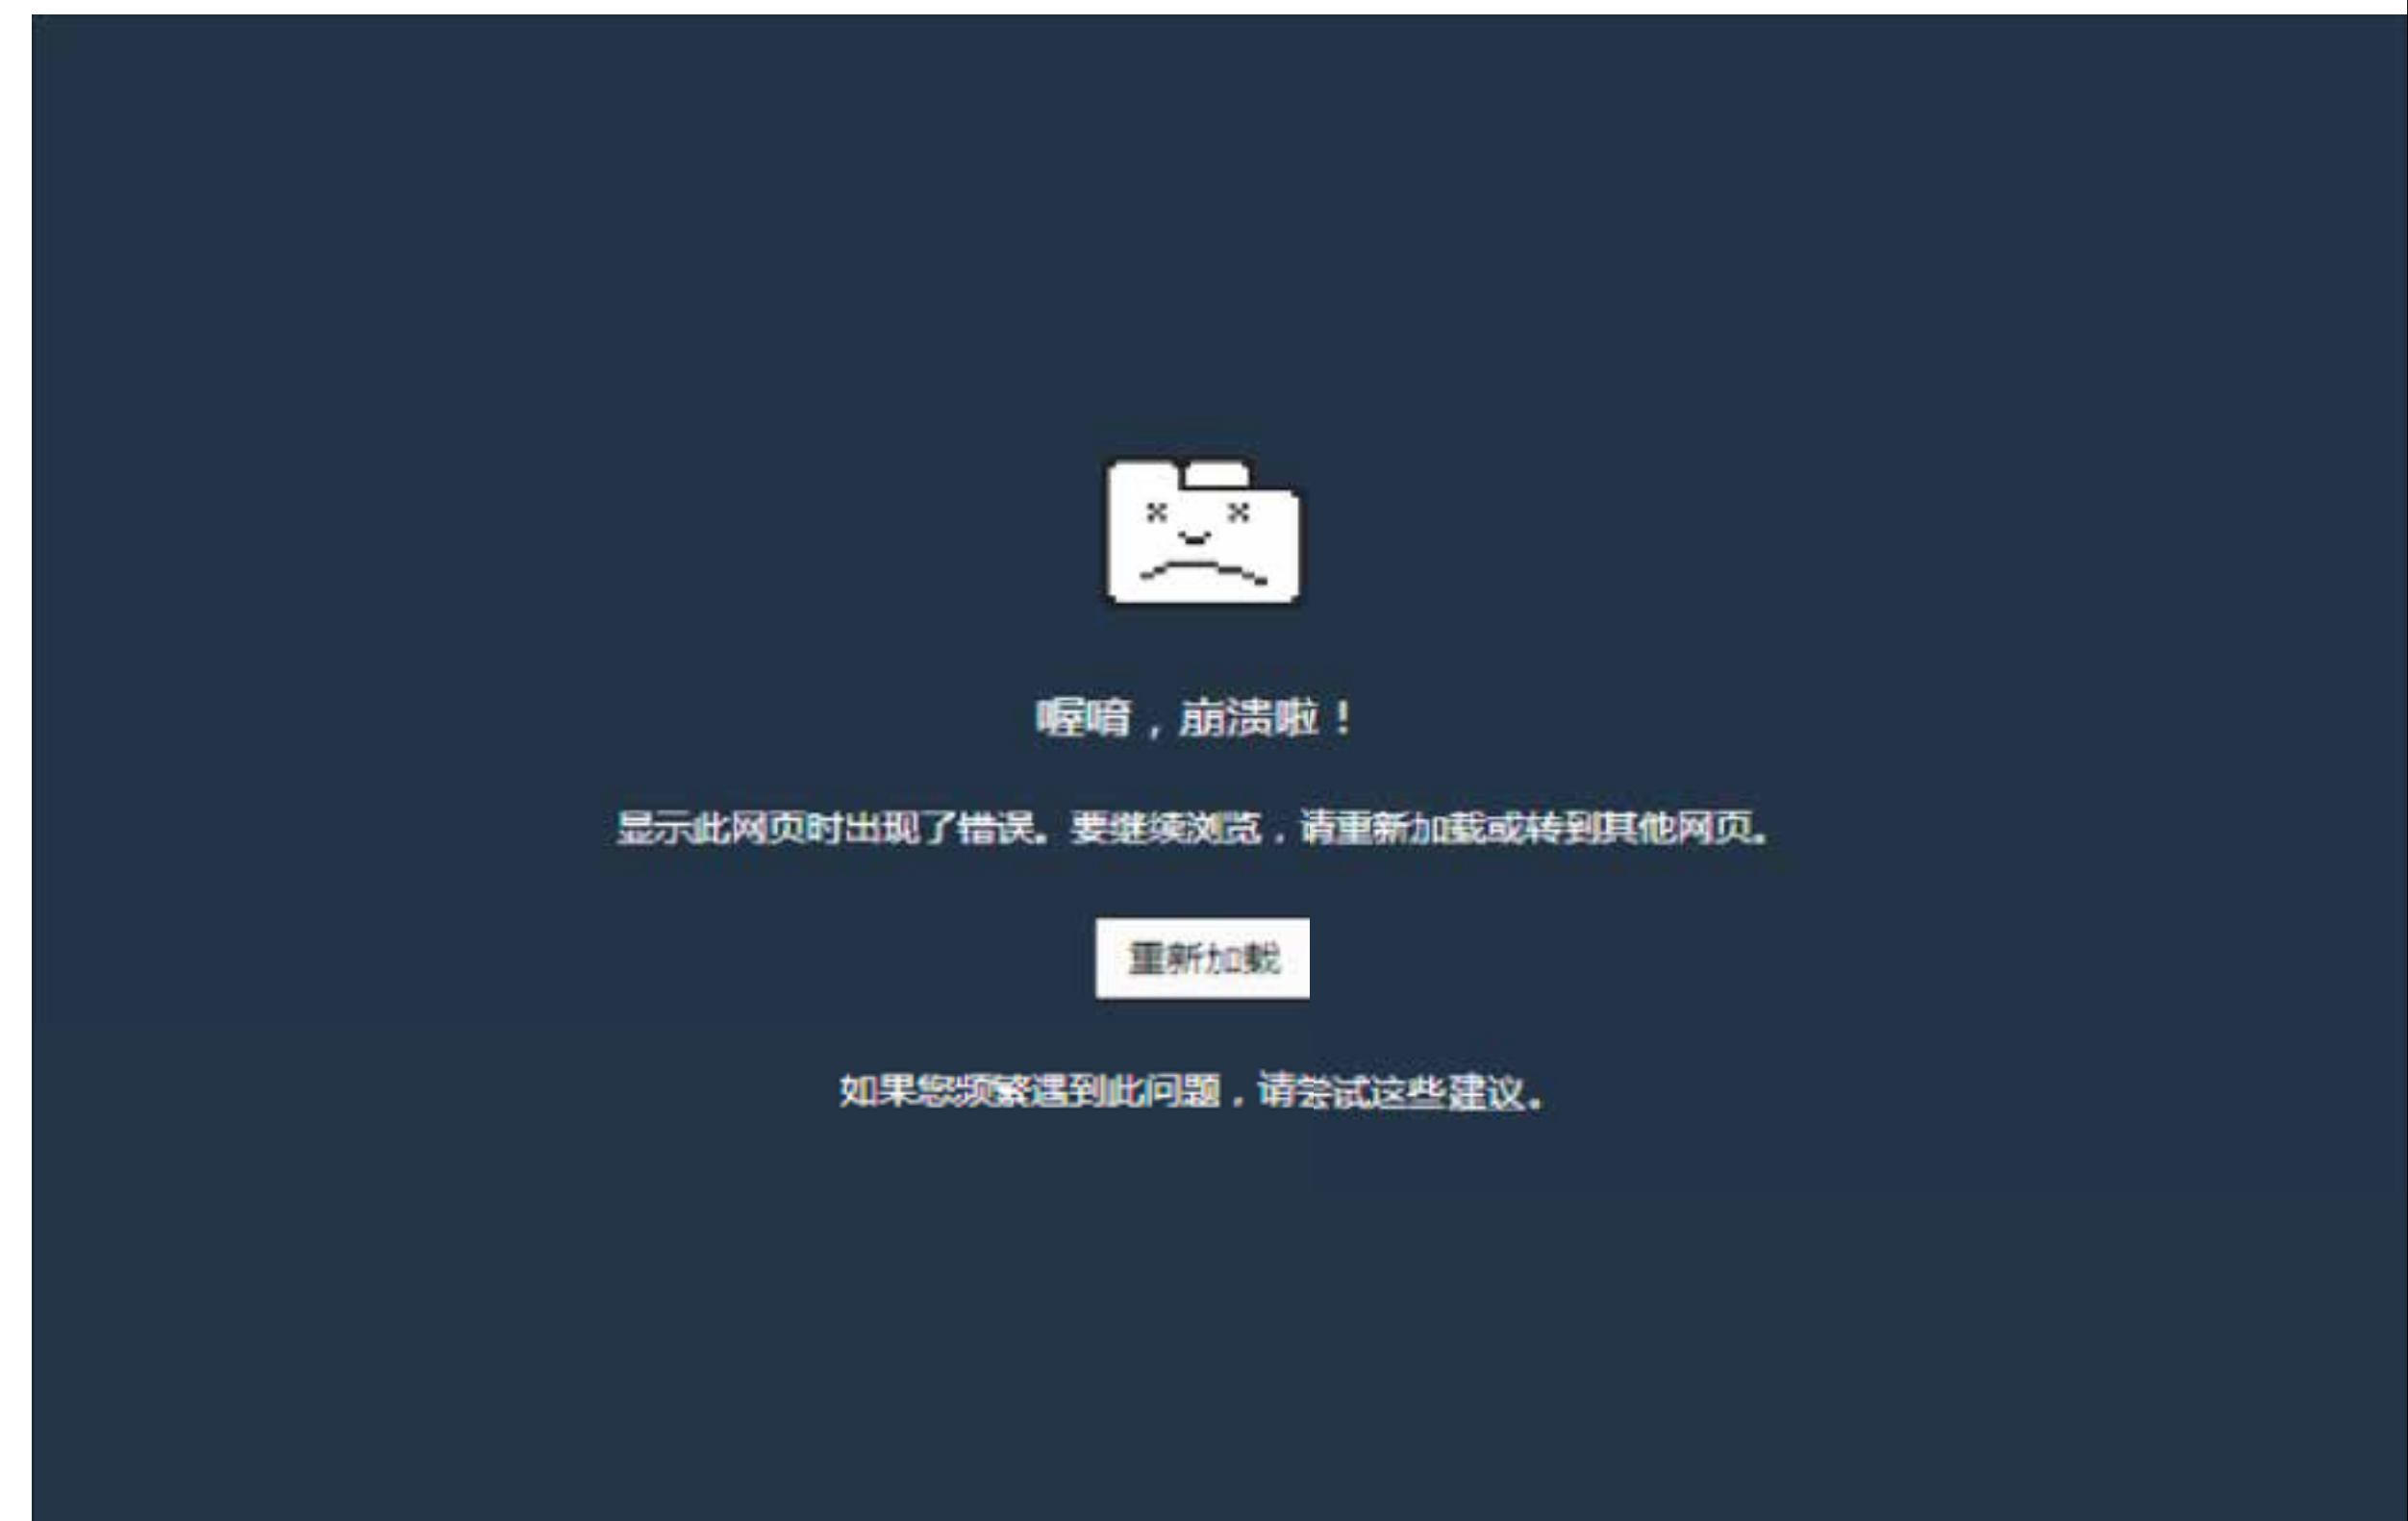 喔唷，崩溃啦！
显示此网页时出现了错误。要继续浏览，请重新加载或转到其他网页。
重新加载
如果您频繁遇到此问题，请尝试这些建议。